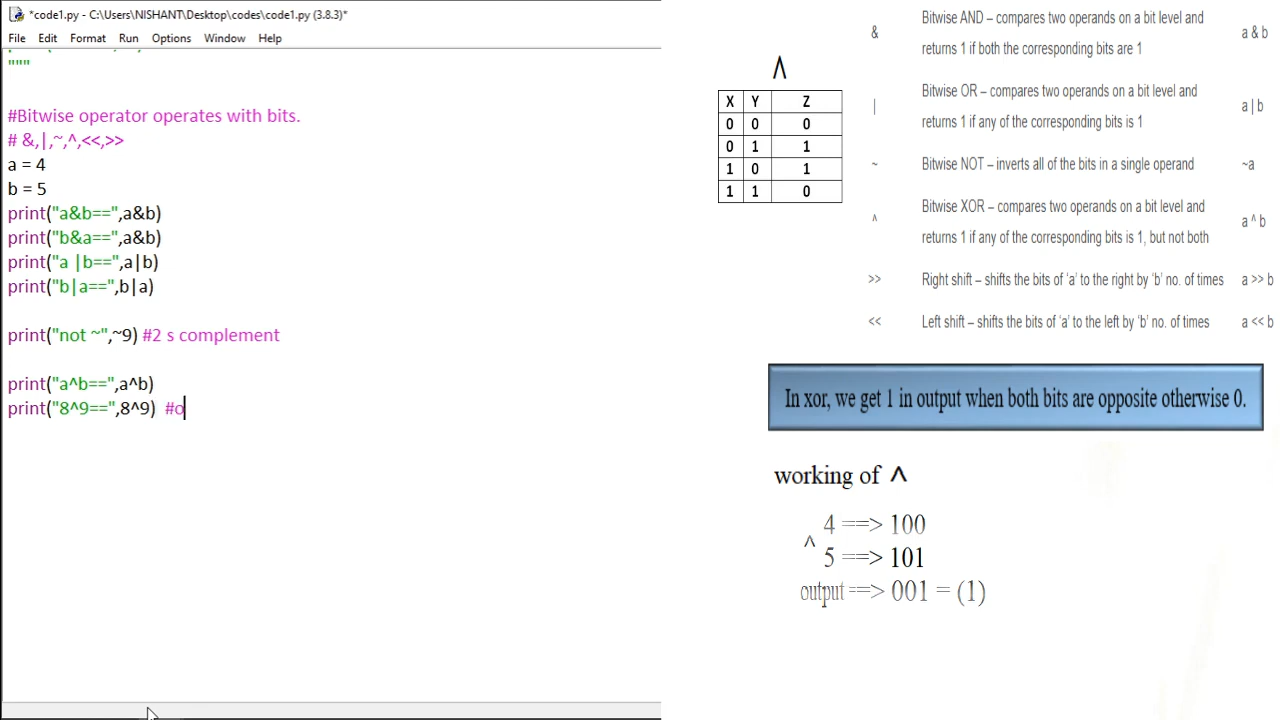 *code1.py - C:\Users\NISHANT\Desktop\codes\code1.py (3.8.3)*
File Edit Format Run Options Window Help
"""
#Bitwise operator operates with bits.
# &,|,~,^,<<,>>
a = 4
b = 5
print("a&b==",a&b)
print("b&a==",a&b)
print("a |b==",a|b)
print("b|a==",b|a)
print("not ~",~9) #2 s complement
print("a^b==",a^b)
print("8^9==",8^9)  #o
^
X Y Z
0 0 0
0 1 1
1 0 1
1 1 0
& Bitwise AND – compares two operands on a bit level and a & b
returns 1 if both the corresponding bits are 1
| Bitwise OR – compares two operands on a bit level and a | b
returns 1 if any of the corresponding bits is 1
~ Bitwise NOT – inverts all of the bits in a single operand ~a
^ Bitwise XOR – compares two operands on a bit level and a ^ b
returns 1 if any of the corresponding bits is 1, but not both
>> Right shift – shifts the bits of ‘a’ to the right by ‘b’ no. of times a >> b
<< Left shift – shifts the bits of ‘a’ to the left by ‘b’ no. of times a << b
In xor, we get 1 in output when both bits are opposite otherwise 0.
working of ^
4 ==> 100
^
5 ==> 101
output ==> 001 = (1)